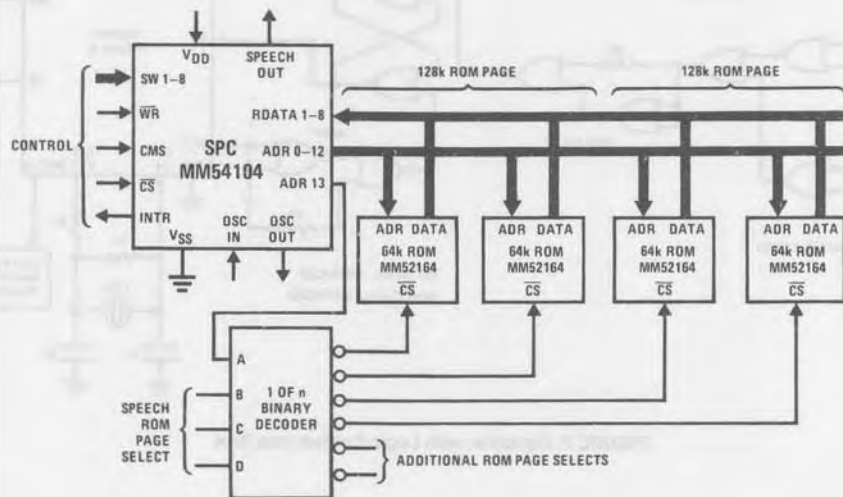 VDD
SPEECH
OUT
SW 1–8
WR
CMS
CS
INTR
CONTROL
SPC
MM54104
RDATA 1–8
ADR 0–12
ADR 13
VSS
OSC
IN
OSC
OUT
128k ROM PAGE
128k ROM PAGE
ADR DATA
64k ROM
MM52164
CS
ADR DATA
64k ROM
MM52164
CS
ADR DATA
64k ROM
MM52164
CS
ADR DATA
64k ROM
MM52164
CS
A
B
C
D
1 OF n
BINARY
DECODER
SPEECH
ROM
PAGE
SELECT
ADDITIONAL ROM PAGE SELECTS